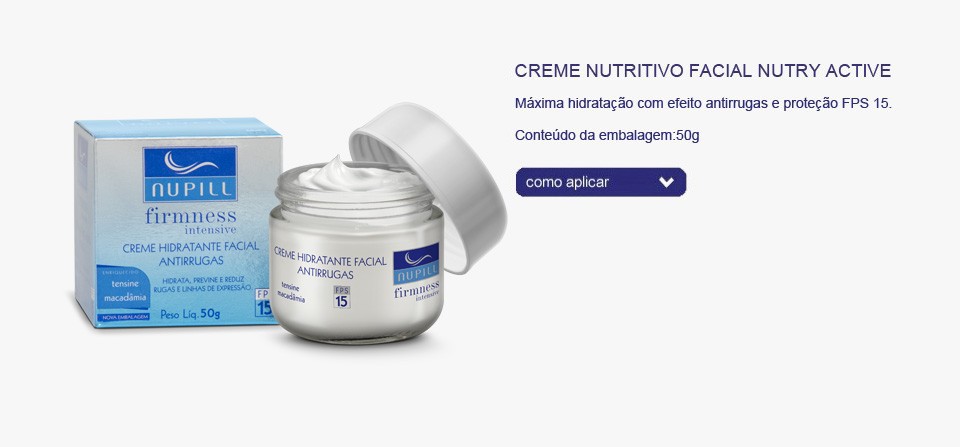 CREME NUTRITIVO FACIAL NUTRY ACTIVE
Máxima hidratação com efeito antirrugas e proteção FPS 15.
Conteúdo da embalagem:50g
como aplicar
NUPILL
firmness
intensive
CREME HIDRATANTE FACIAL
ANTIRRUGAS
HIDRATA, PREVINE E REDUZ
RUGAS E LINHAS DE EXPRESSÃO.
ENRIQUECIDO
tensine
macadâmia
NOVA EMBALAGEM
Peso Líq. 50g
FP
15
CREME HIDRATANTE FACIAL
ANTIRRUGAS
tensine
macadâmia
FPS
15
NUPILL
firmness
intensive